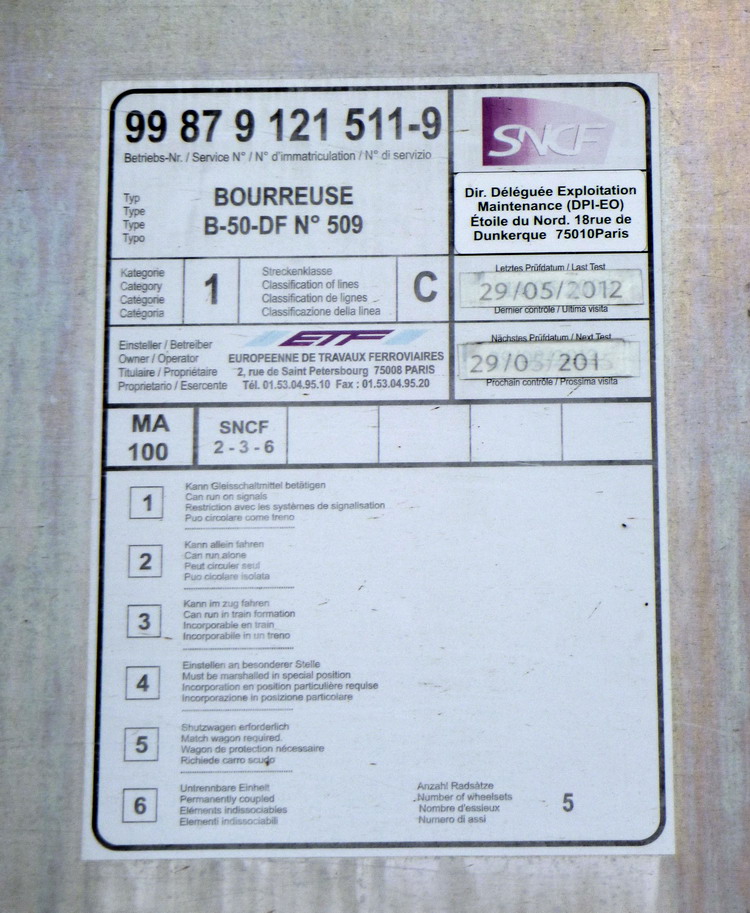 99 87 9 121 511-9
Betriebs-Nr. / Service N° / N° d'immatriculation / N° di servizio
SNCF
Typ
Type
Type
Typo
BOURREUSE
B-50-DF N° 509
Dir. Déléguée Exploitation
Maintenance (DPI-EO)
Étoile du Nord. 18rue de
Dunkerque 75010Paris
Kategorie
Category
Catégorie
Catégoria
1
Streckenklasse
Classification of lines
Classification de lignes
Classificazione della linea
C
Letztes Prüfdatum / Last Test
29/05/2012
Dernier contrôle / Ultima visita
Einsteller / Betreiber
Owner / Operator
Titulaire / Propriétaire
Proprietario / Esercente
ETF
EUROPEENNE DE TRAVAUX FERROVIAIRES
2, rue de Saint Petersbourg 75008 PARIS
Tél. 01.53.04.95.10 Fax : 01.53.04.95.20
Nächstes Prüfdatum / Next Test
29/0 201
Prochain contrôle / Prossima visita
MA
100
SNCF
2 - 3 - 6
1
Kann Gleisschaltmittel betätigen
Can run on signals
Restriction avec les systèmes de signalisation
Puo circolare come treno
2
Kann allein fahren
Can run alone
Peut circuler seul
Puo cicolare isolata
3
Kann im zug fahren
Can run in train formation
Incorporable en train
Incorporabile in un treno
4
Einstellen an besonderer Stelle
Must be marshalled in special position
Incorporation en position particulière requise
Incorporazione in posizione particolare
5
Shutzwagen erforderlich
Match wagon required
Wagon de protection nécessaire
Richiede carro scudo
6
Untrennbare Einheit
Permanently coupled
Eléments indissociables
Elementi indissociabili
Anzahl Radsätze
Number of wheelsets
Nombre d'essieux
Numero di assi
5